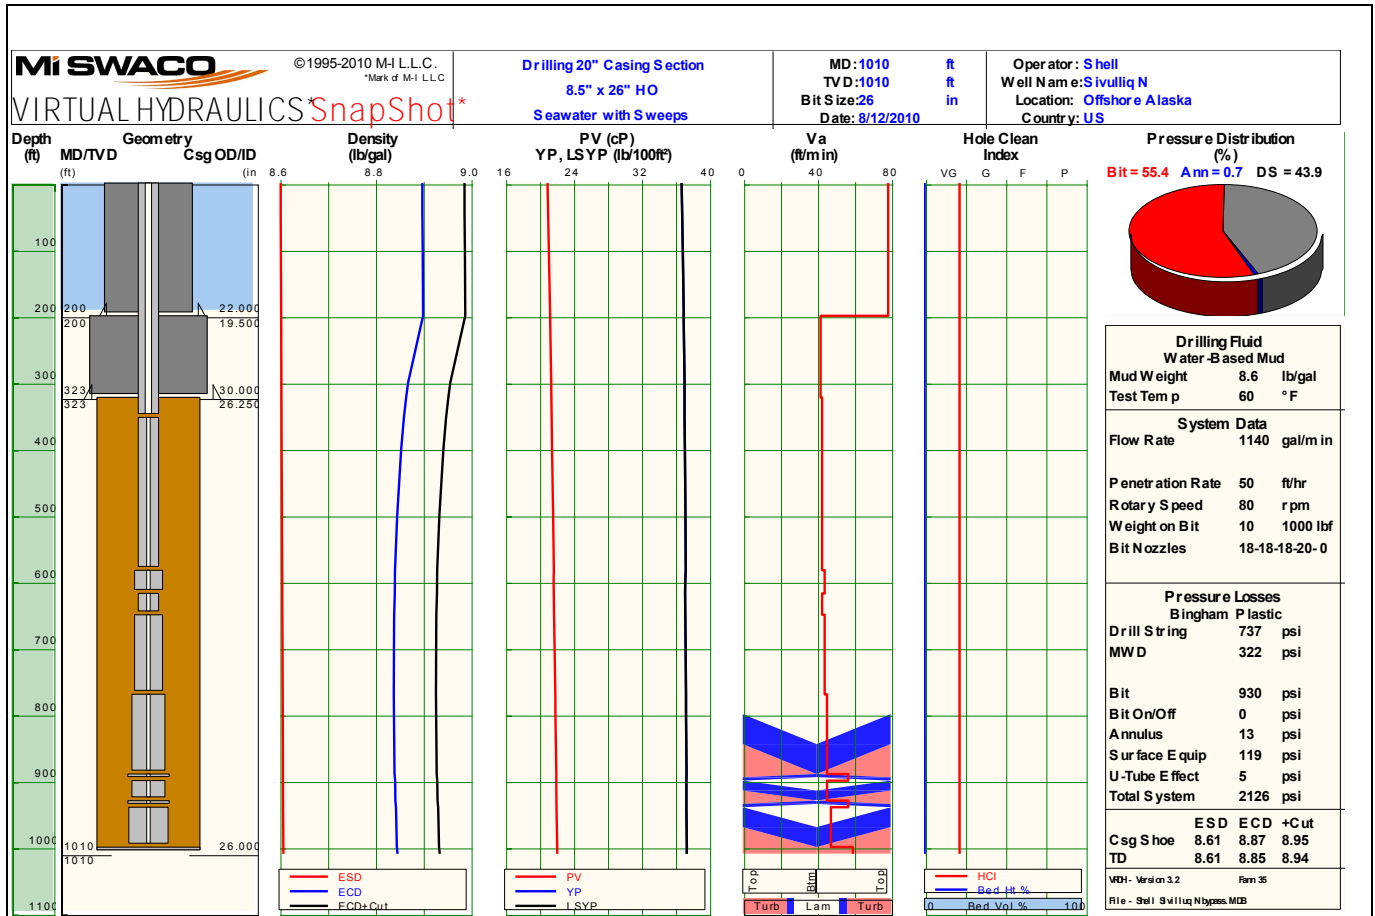 Mi SWACO
©1995-2010 M-I L.L.C.
*Mark of M-I L.L.C
VIRTUAL HYDRAULICS* SnapShot*
Drilling 20" Casing Section
8.5" x 26" HO
Seawater with Sweeps
MD: 1010 ft
TVD: 1010 ft
Bit Size: 26 in
Date: 8/12/2010
Operator: Shell
Well Name: Sivulliq N
Location: Offshore Alaska
Country: US
Depth (ft)
Geometry
MD/TVD Csg OD/ID
(ft) (in
Density
(lb/gal)
8.6 8.8 9.0
PV (cP)
YP, LSYP (lb/100ft²)
16 24 32 40
Va
(ft/min)
0 40 80
Hole Clean
Index
VG G F P
Pressure Distribution
(%)
Bit = 55.4 Ann = 0.7 DS = 43.9
100
200
300
400
500
600
700
800
900
1000
1100
200 22.000
200 19.500
323 30.000
323 26.250
1010 26.000
1010
Drilling Fluid
Water-Based Mud
Mud Weight 8.6 lb/gal
Test Temp 60 °F
System Data
Flow Rate 1140 gal/min
Penetration Rate 50 ft/hr
Rotary Speed 80 rpm
Weight on Bit 10 1000 lbf
Bit Nozzles 18-18-18-20- 0
Pressure Losses
Bingham Plastic
Drill String 737 psi
MWD 322 psi
Bit 930 psi
Bit On/Off 0 psi
Annulus 13 psi
Surface Equip 119 psi
U-Tube Effect 5 psi
Total System 2126 psi
ESD ECD +Cut
Csg Shoe 8.61 8.87 8.95
TD 8.61 8.85 8.94
VRDH - Version 3.2 Fann 35
File - Shell Sivulluq N bypass.MDB
ESD
ECD
ECD+Cut
PV
YP
LSYP
Top Btm Top
Turb Lam Turb
HCI
Bed Ht %
0 Bed Vol % 100